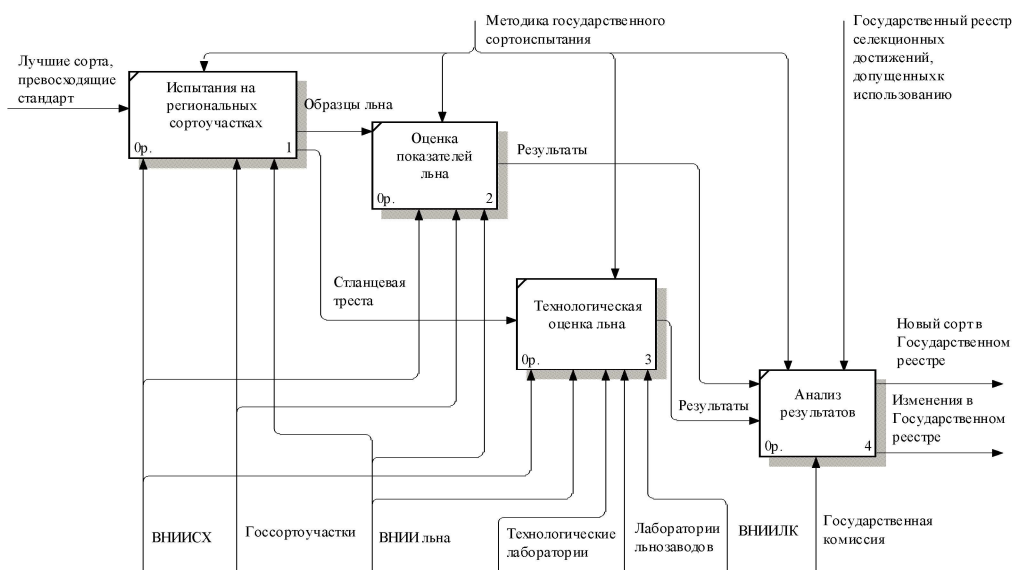 Методика государственного
сортоиспытания
Государственный реестр
селекционных
достижений,
допущенных к
использованию
Лучшие сорта,
превосходящие
стандарт
Испытания на
региональных
сортоучастках
0р.
1
Образцы льна
Оценка
показателей
льна
0р.
2
Результаты
Стланцевая
треста
Технологическая
оценка льна
0р.
3
Результаты
Анализ
результатов
0р.
4
Новый сорт в
Государственном
реестре
Изменения в
Государственном
реестре
ВНИИСХ
Госсортоучастки
ВНИИ льна
Технологические
лаборатории
Лаборатории
льнозаводов
ВНИИЛК
Государственная
комиссия